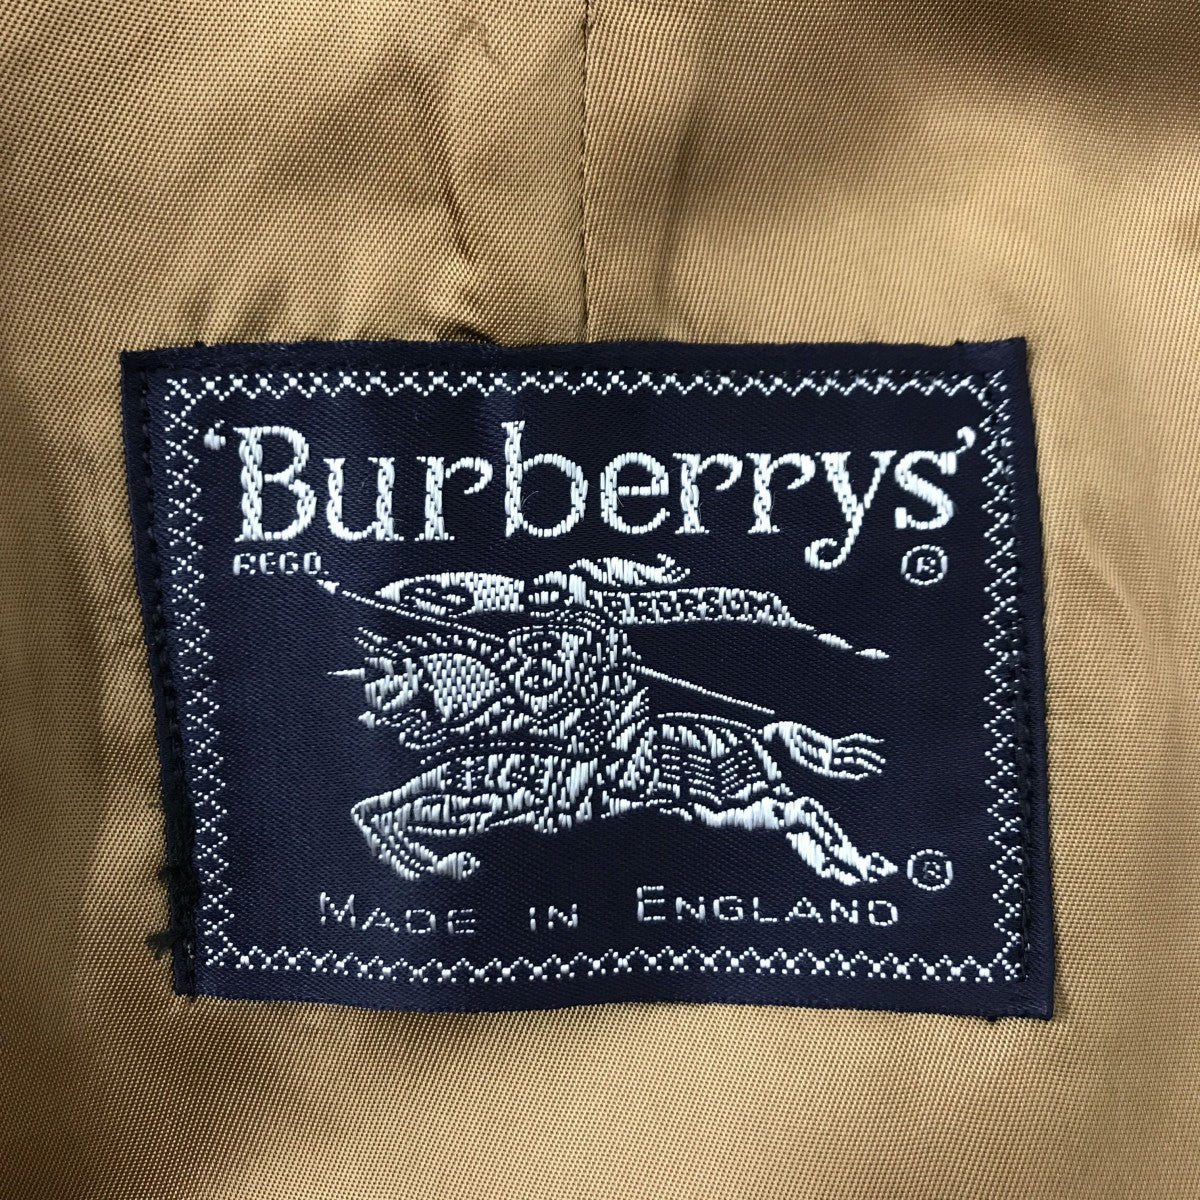 'Burberrys'
REGD. ®
PRORSUM
®
MADE IN ENGLAND